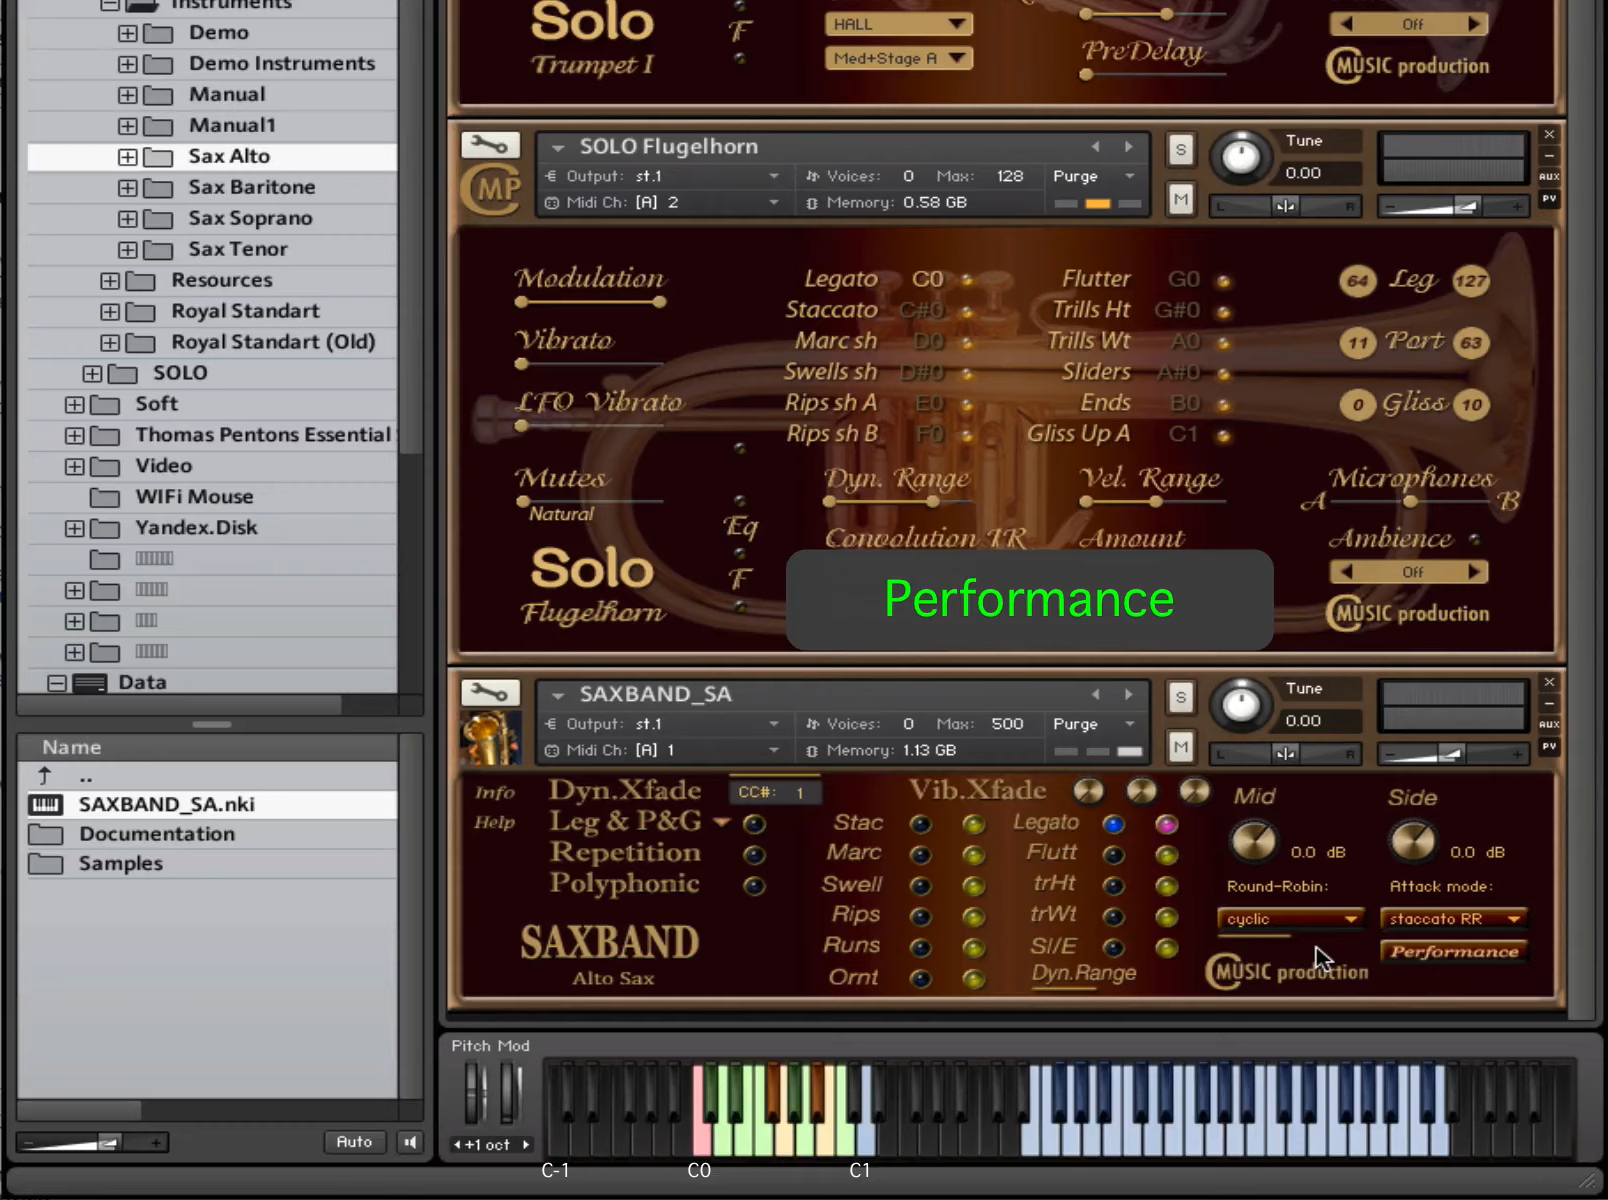 Instruments
Demo
Demo Instruments
Manual
Manual1
Sax Alto
Sax Baritone
Sax Soprano
Sax Tenor
Resources
Royal Standart
Royal Standart (Old)
SOLO
Soft
Thomas Pentons Essential
Video
WIFi Mouse
Yandex.Disk
Data
Name
..
SAXBAND_SA.nki
Documentation
Samples
Auto
Solo
Trumpet I
F
HALL
Med+Stage A
PreDelay
Off
CMUSIC production
CMP
SOLO Flugelhorn
Output: st.1
Voices: 0 Max: 128
Purge
Midi Ch: [A] 2
Memory: 0.58 GB
S
M
Tune
0.00
L R
AUX
PV
Modulation
Vibrato
LFO Vibrato
Mutes
Natural
Solo
Flugelhorn
Legato C0
Staccato C#0
Marc sh D0
Swells sh D#0
Rips sh A E0
Rips sh B F0
Flutter G0
Trills Ht G#0
Trills Wt A0
Sliders A#0
Ends B0
Gliss Up A C1
64 Leg 127
11 Port 63
0 Gliss 10
Eq
F
Dyn. Range
Vel. Range
Microphones
A B
Convolution IR
Amount
Ambience
Off
CMUSIC production
Performance
SAXBAND_SA
Output: st.1
Voices: 0 Max: 500
Purge
Midi Ch: [A] 1
Memory: 1.13 GB
S
M
Tune
0.00
L R
AUX
PV
Info
Help
Dyn.Xfade
CC#: 1
Leg & P&G
Repetition
Polyphonic
SAXBAND
Alto Sax
Vib.Xfade
Stac
Marc
Swell
Rips
Runs
Ornt
Legato
Flutt
trHt
trWt
Sl/E
Dyn.Range
Mid
0.0 dB
Side
0.0 dB
Round-Robin:
cyclic
Attack mode:
staccato RR
Performance
CMUSIC production
Pitch Mod
+1 oct
C-1
C0
C1